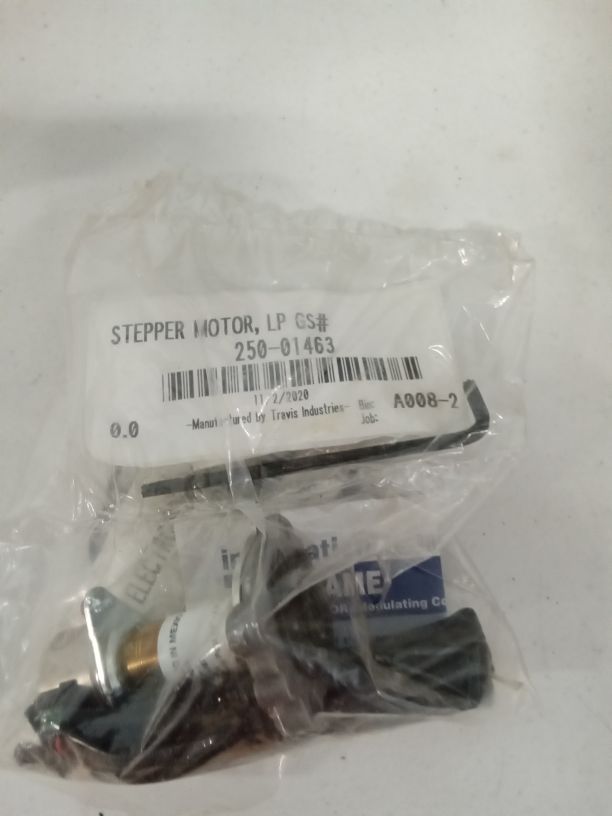 STEPPER MOTOR, LP GS#
250-01463
11/2/2020
-Manufactured by Travis Industries-
Bin: A008-2
Job:
0.0
AME
Modulating Co